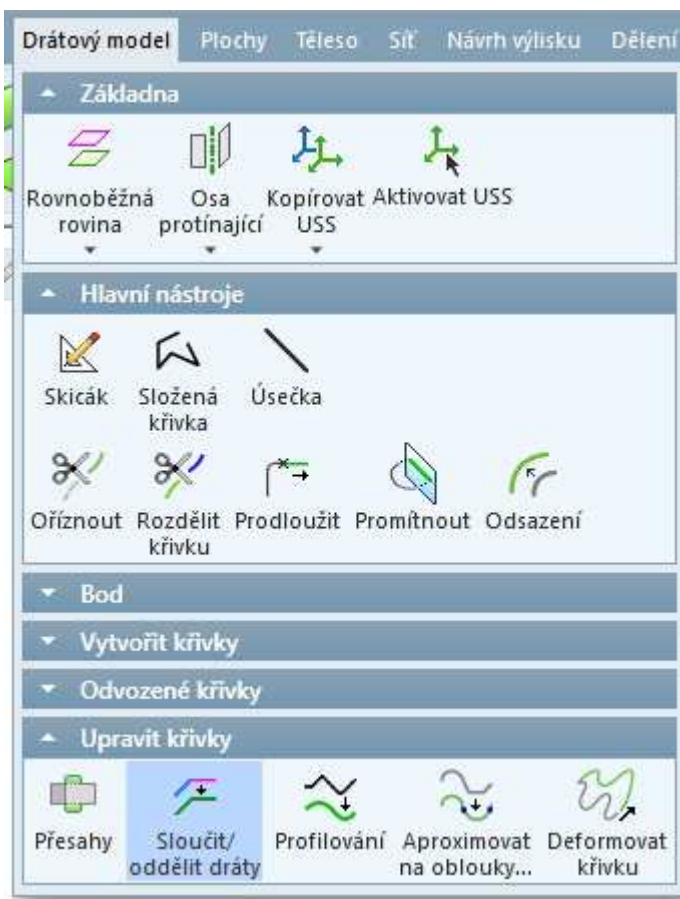 Drátový model Plochy Těleso Síť Návrh výlisku Dělení
Základna
Rovnoběžná rovina
Osa protínající
Kopírovat USS
Aktivovat USS
Hlavní nástroje
Skicák
Složená křivka
Úsečka
Oříznout
Rozdělit křivku
Prodloužit
Promítnout
Odsazení
Bod
Vytvořit křivky
Odvozené křivky
Upravit křivky
Přesahy
Sloučit/
oddělit dráty
Profilování
Aproximovat
na oblouky...
Deformovat
křivku